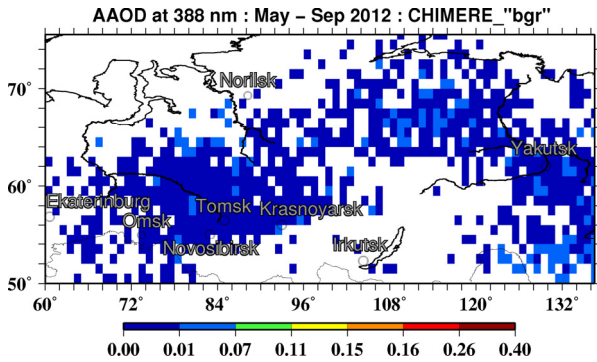 AAOD at 388 nm : May − Sep 2012 : CHIMERE_"bgr"
Norilsk
70°
Yakutsk
60°
Ekaterinburg
Tomsk
Krasnoyarsk
Omsk
Novosibirsk
Irkutsk
50°
60 72° 84° 96° 108° 120° 132°
0.00 0.01 0.07 0.11 0.15 0.16 0.26 0.40